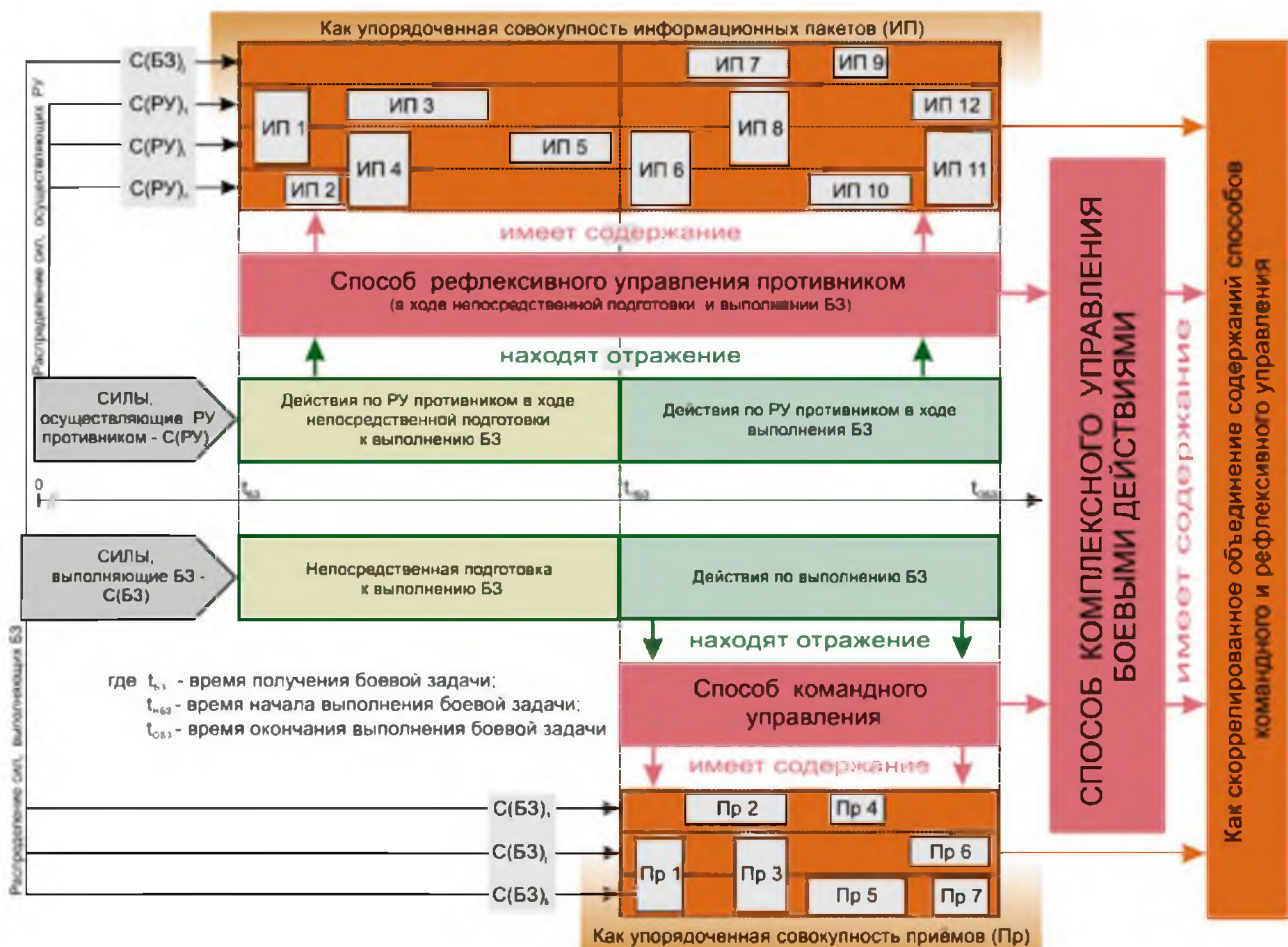 Как упорядоченная совокупность информационных пакетов (ИП)
С(БЗ)
ИП 7
ИП 9
С(РУ)
ИП 3
ИП 12
ИП 1
ИП 8
С(РУ)
ИП 5
ИП 4
ИП 6
ИП 11
С(РУ)
ИП 2
ИП 10
Распределение сил, осуществляющих РУ
имеет содержание
Способ рефлексивного управления противником
(в ходе непосредственной подготовки и выполнении БЗ)
находят отражение
СИЛЫ,
осуществляющие РУ
противником - С(РУ)
Действия по РУ противником в ходе
непосредственной подготовки
к выполнению БЗ
Действия по РУ противником в ходе
выполнения БЗ
0
tБЗ
tНБЗ
tОВЗ
СИЛЫ,
выполняющие БЗ -
С(БЗ)
Непосредственная подготовка
к выполнению БЗ
Действия по выполнению БЗ
находят отражение
Распределение сил, выполняющих БЗ
где tБЗ - время получения боевой задачи;
tНБЗ - время начала выполнения боевой задачи;
tОВЗ - время окончания выполнения боевой задачи
Способ командного
управления
имеет содержание
С(БЗ)
Пр 2
Пр 4
С(БЗ)
Пр 6
Пр 1
Пр 3
С(БЗ)
Пр 5
Пр 7
Как упорядоченная совокупность приёмов (Пр)
СПОСОБ КОМПЛЕКСНОГО УПРАВЛЕНИЯ
БОЕВЫМИ ДЕЙСТВИЯМИ
имеет содержание
Как скоррелированное объединение содержаний способов
командного и рефлексивного управления